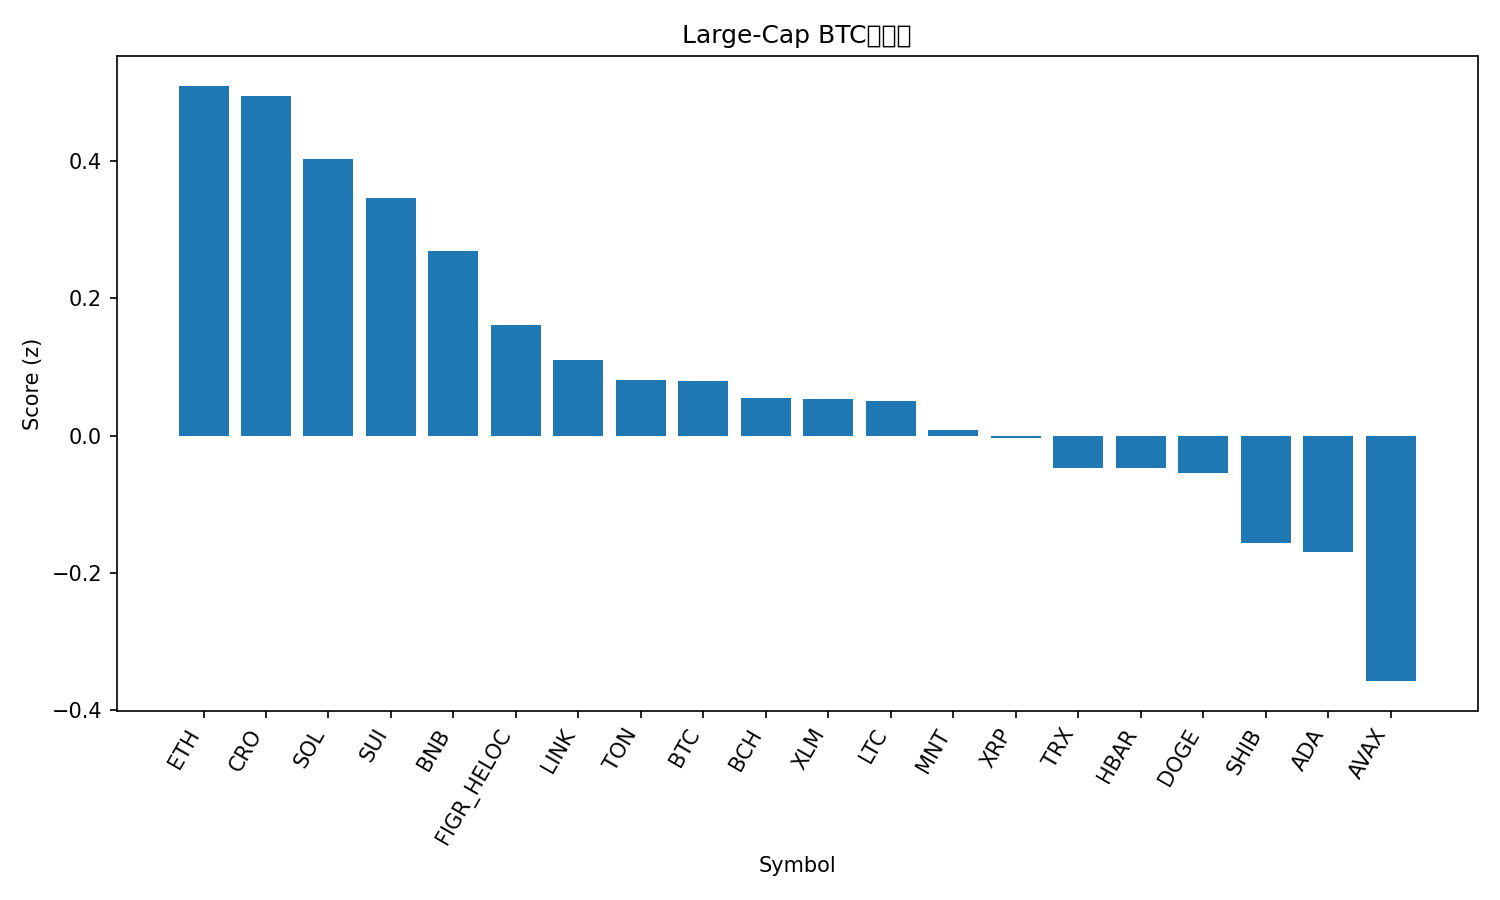 Large-Cap BTC
0.4
0.2
0.0
−0.2
−0.4
Score (z)
ETH
CRO
SOL
SUI
BNB
FIGR_HELOC
LINK
TON
BTC
BCH
XLM
LTC
MNT
XRP
TRX
HBAR
DOGE
SHIB
ADA
AVAX
Symbol